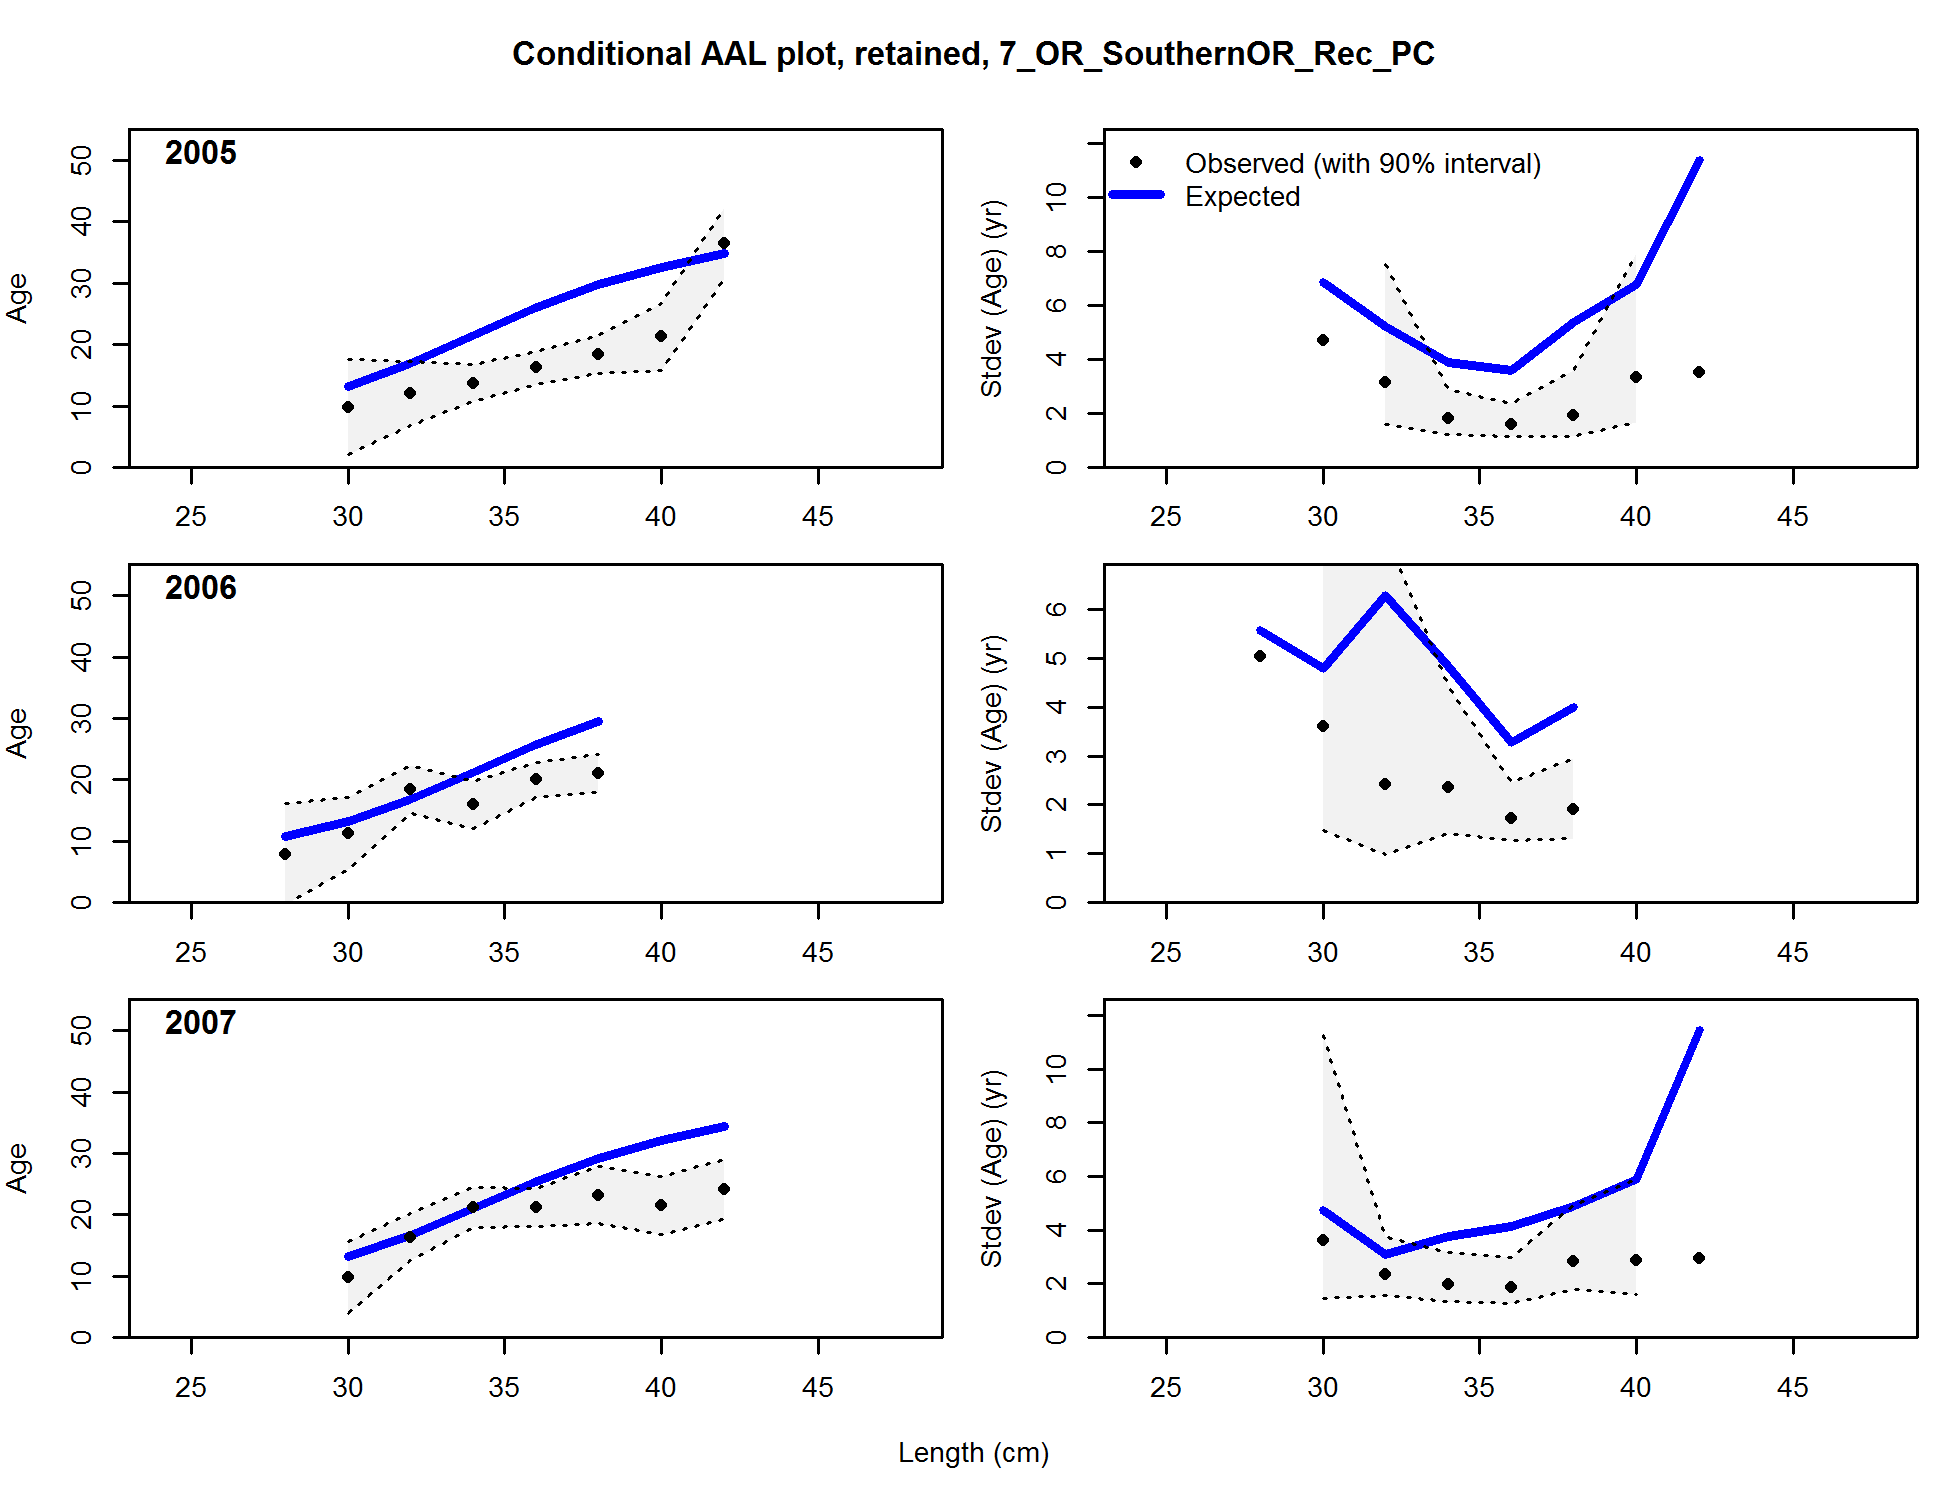 Conditional AAL plot, retained, 7_OR_SouthernOR_Rec_PC
2005
Age
0 10 20 30 40 50
25 30 35 40 45
Observed (with 90% interval)
Expected
Stdev (Age) (yr)
0 2 4 6 8 10
25 30 35 40 45
2006
Age
0 10 20 30 40 50
25 30 35 40 45
Stdev (Age) (yr)
0 1 2 3 4 5 6
25 30 35 40 45
2007
Age
0 10 20 30 40 50
25 30 35 40 45
Stdev (Age) (yr)
0 2 4 6 8 10
25 30 35 40 45
Length (cm)